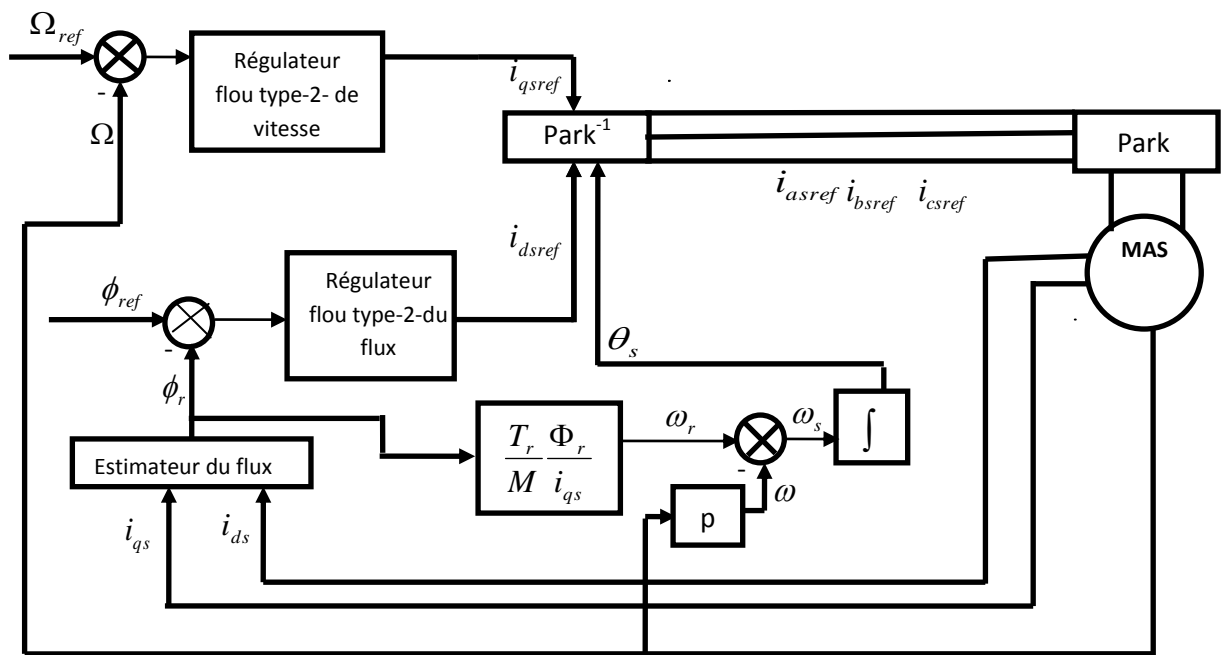 Ω_ref
-
Ω
Régulateur
flou type-2- de
vitesse
i_qsref
Park⁻¹
Park
i_asref i_bsref i_csref
MAS
i_dsref
ϕ_ref
-
ϕ_r
Régulateur
flou type-2-du
flux
θ_s
Estimateur du flux
T_r Φ_r
M i_qs
ω_r
-
ω_s
∫
ω
p
i_qs
i_ds